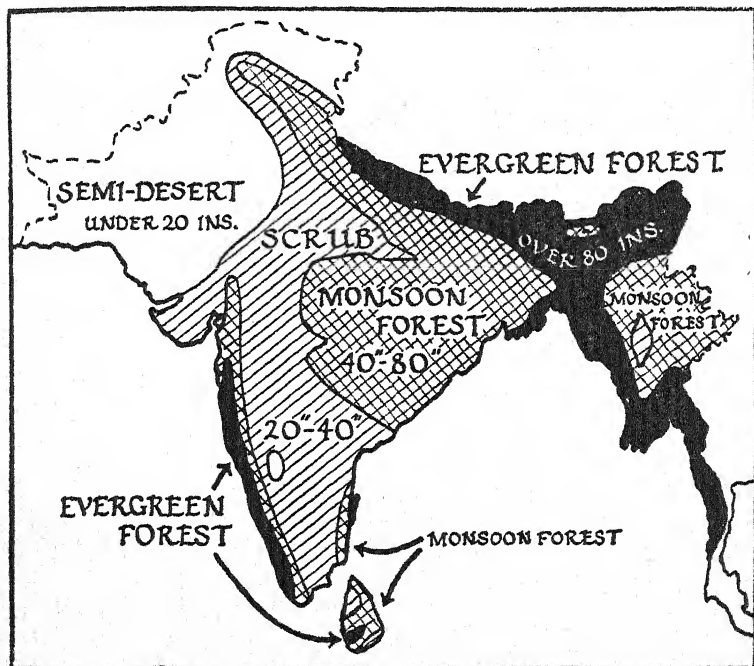 EVERGREEN FOREST
SEMI-DESERT
UNDER 20 INS.
SCRUB
OVER 80 INS.
MONSOON
FOREST
40"-80"
MONSOON
FOREST
20"-40"
EVERGREEN
FOREST
MONSOON FOREST